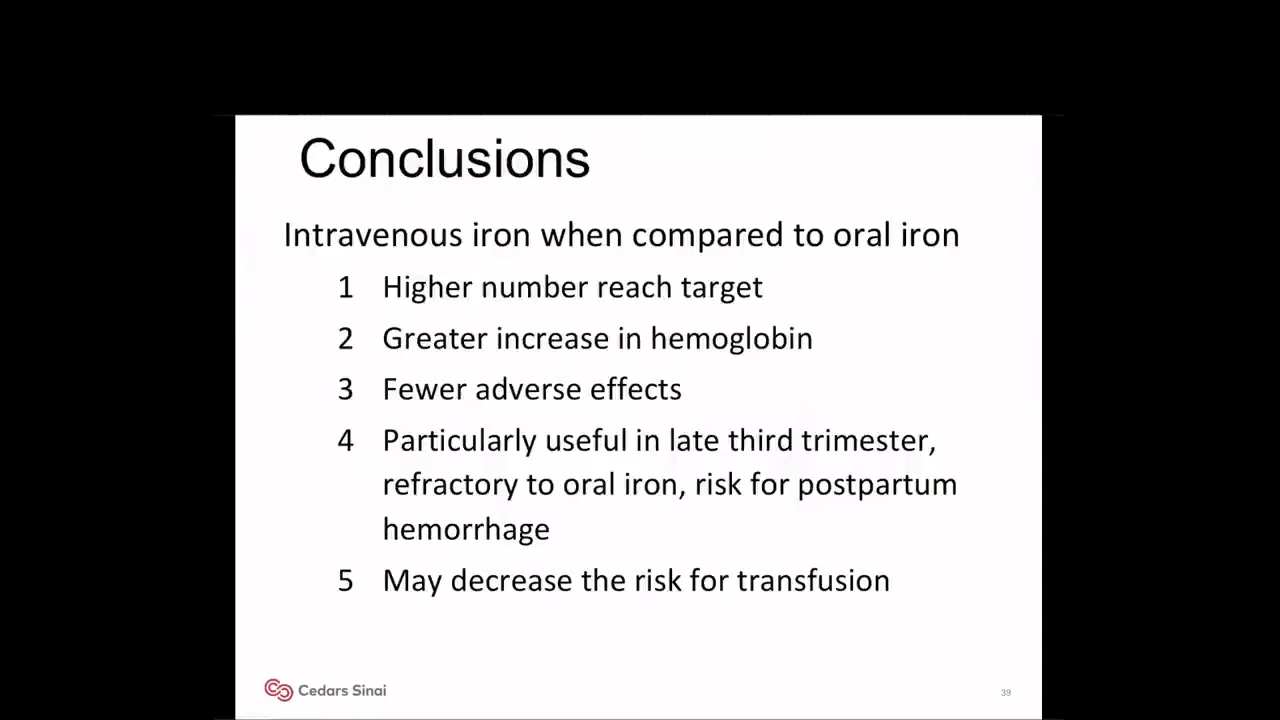 Conclusions
Intravenous iron when compared to oral iron
1 Higher number reach target
2 Greater increase in hemoglobin
3 Fewer adverse effects
4 Particularly useful in late third trimester,
refractory to oral iron, risk for postpartum
hemorrhage
5 May decrease the risk for transfusion
Cedars Sinai
39